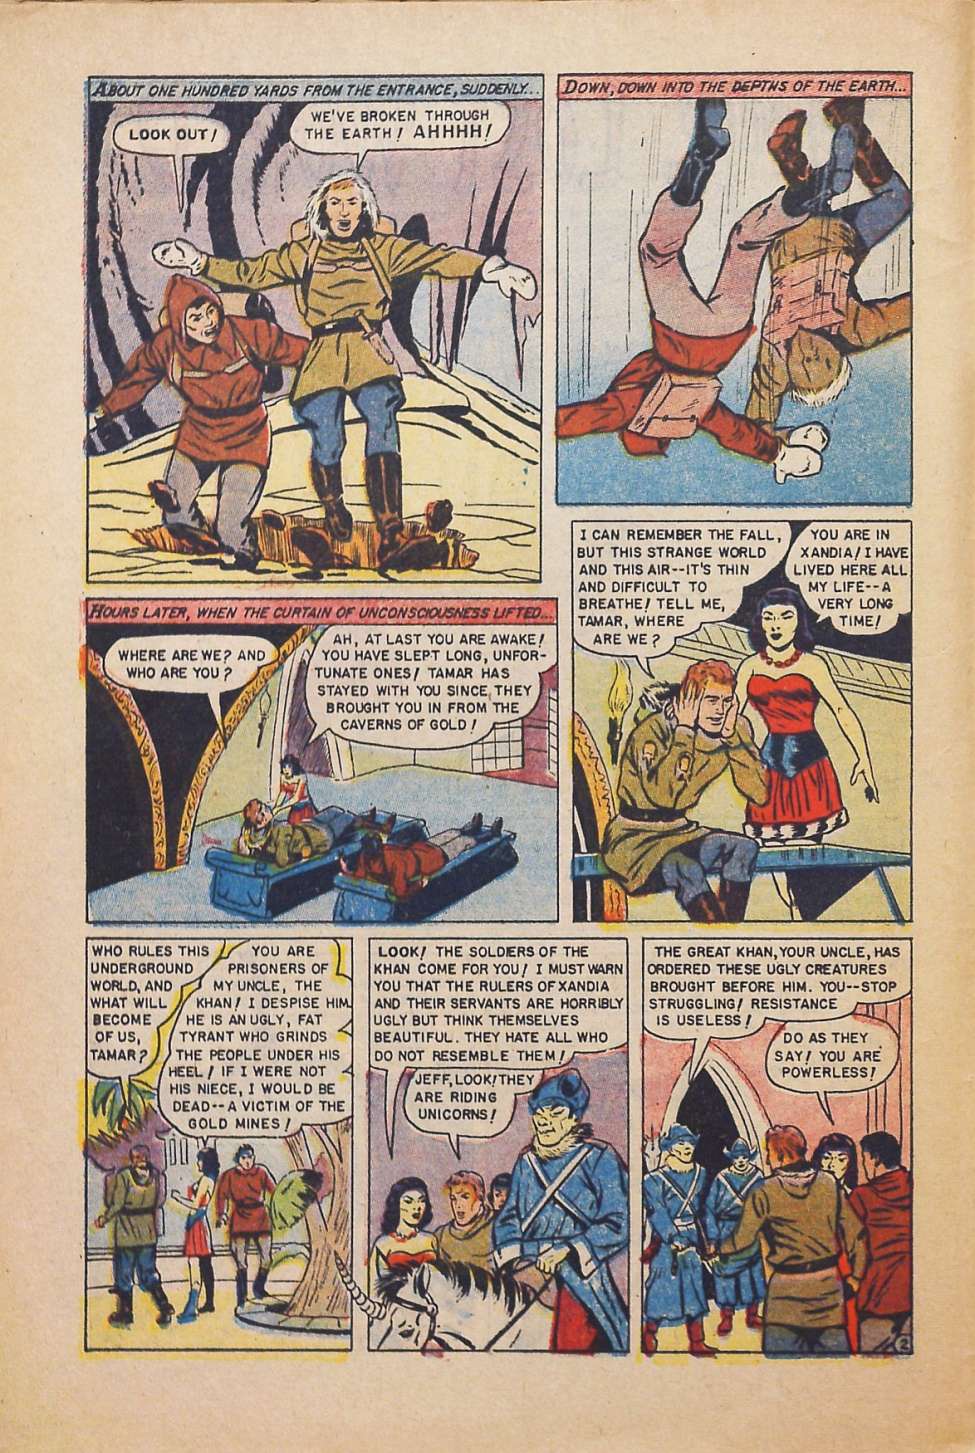 ABOUT ONE HUNDRED YARDS FROM THE ENTRANCE, SUDDENLY...
LOOK OUT!
WE'VE BROKEN THROUGH
THE EARTH! AHHHH!
DOWN, DOWN INTO THE DEPTHS OF THE EARTH...
HOURS LATER, WHEN THE CURTAIN OF UNCONSCIOUSNESS LIFTED...
WHERE ARE WE? AND
WHO ARE YOU?
AH, AT LAST YOU ARE AWAKE!
YOU HAVE SLEPT LONG, UNFOR-
TUNATE ONES! TAMAR HAS
STAYED WITH YOU SINCE, THEY
BROUGHT YOU IN FROM THE
CAVERNS OF GOLD!
I CAN REMEMBER THE FALL,
BUT THIS STRANGE WORLD
AND THIS AIR--IT'S THIN
AND DIFFICULT TO
BREATHE! TELL ME,
TAMAR, WHERE
ARE WE?
YOU ARE IN
XANDIA! I HAVE
LIVED HERE ALL
MY LIFE--A
VERY LONG
TIME!
WHO RULES THIS
UNDERGROUND
WORLD, AND
WHAT WILL
BECOME
OF US,
TAMAR?
YOU ARE
PRISONERS OF
MY UNCLE, THE
KHAN! I DESPISE HIM.
HE IS AN UGLY, FAT
TYRANT WHO GRINDS
THE PEOPLE UNDER HIS
HEEL! IF I WERE NOT
HIS NIECE, I WOULD BE
DEAD--A VICTIM OF THE
GOLD MINES!
LOOK! THE SOLDIERS OF THE
KHAN COME FOR YOU! I MUST WARN
YOU THAT THE RULERS OF XANDIA
AND THEIR SERVANTS ARE HORRIBLY
UGLY BUT THINK THEMSELVES
BEAUTIFUL. THEY HATE ALL WHO
DO NOT RESEMBLE THEM!
JEFF, LOOK! THEY
ARE RIDING
UNICORNS!
THE GREAT KHAN, YOUR UNCLE, HAS
ORDERED THESE UGLY CREATURES
BROUGHT BEFORE HIM. YOU--STOP
STRUGGLING! RESISTANCE
IS USELESS!
DO AS THEY
SAY! YOU ARE
POWERLESS!
2